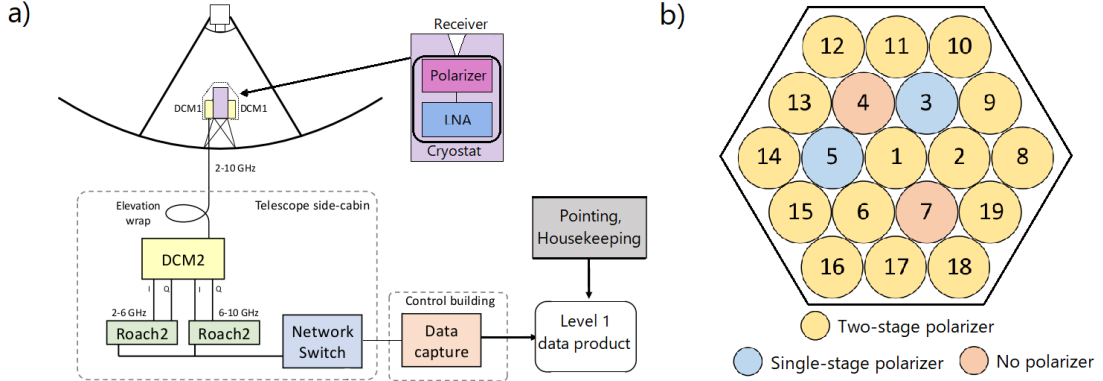 a)
Receiver
Polarizer
LNA
Cryostat
DCM1
DCM1
2-10 GHz
Elevation
wrap
Telescope side-cabin
DCM2
I
Q
I
Q
2-6 GHz
6-10 GHz
Roach2
Roach2
Network
Switch
Control building
Data
capture
Pointing,
Housekeeping
Level 1
data product
b)
12
11
10
13
4
3
9
14
5
1
2
8
15
6
7
19
16
17
18
Two-stage polarizer
Single-stage polarizer
No polarizer